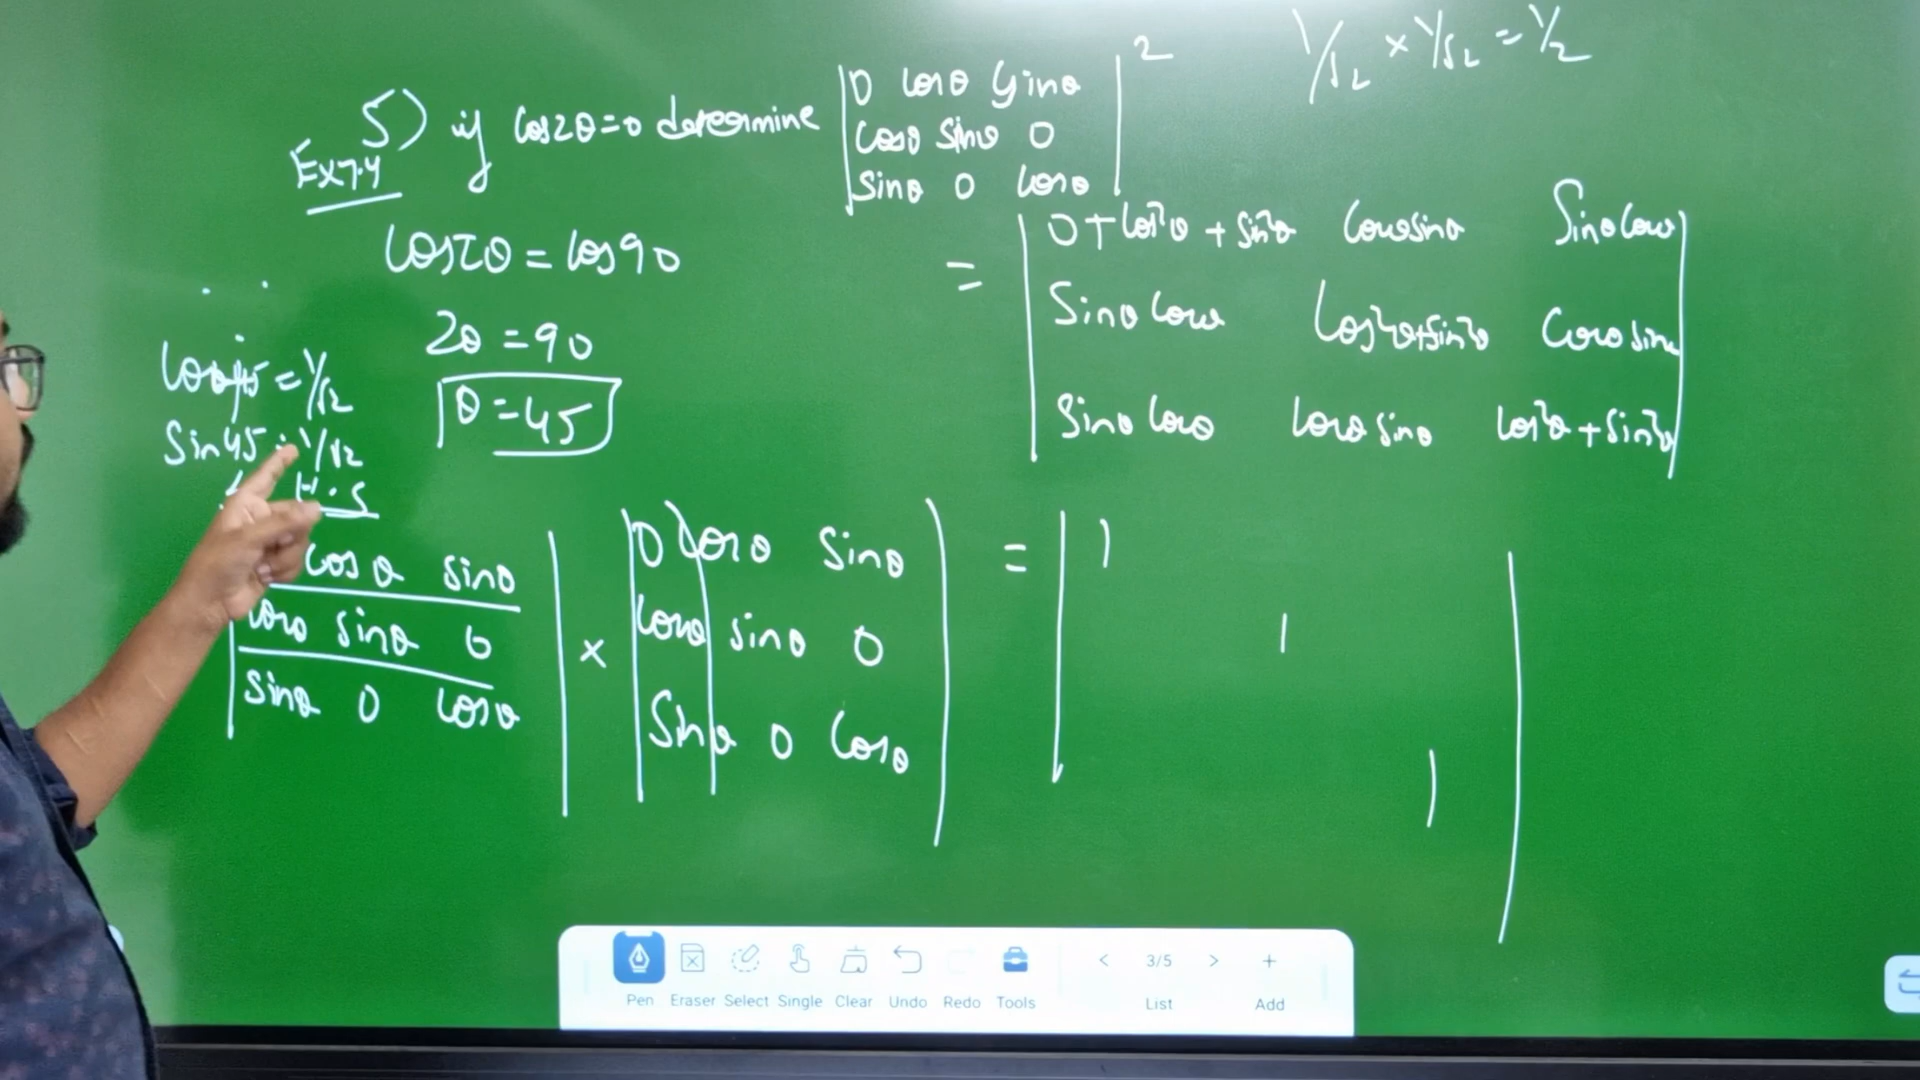 1/√2 × 1/√2 = 1/2
5) if cos2θ=0 determine |0 cosθ sinθ|²
Ex7.4
|cosθ sinθ 0|
|sinθ 0 cosθ|
cos2θ = cos90
2θ = 90
θ = 45
cos45 = 1/√2
sin45 = 1/√2
H.S
= |0+cos²θ+sin²θ cosθsinθ sinθcosθ|
|sinθcosθ cos²θ+sin²θ cosθsinθ|
|sinθcosθ cosθsinθ cos²θ+sin²θ|
cosθ sinθ| × |0 cosθ sinθ| = |1
cosθ sinθ 0| |cosθ sinθ 0| 1
|sinθ 0 cosθ| |sinθ 0 cosθ| 1|
Pen Eraser Select Single Clear Undo Redo Tools < 3/5 > +
List Add